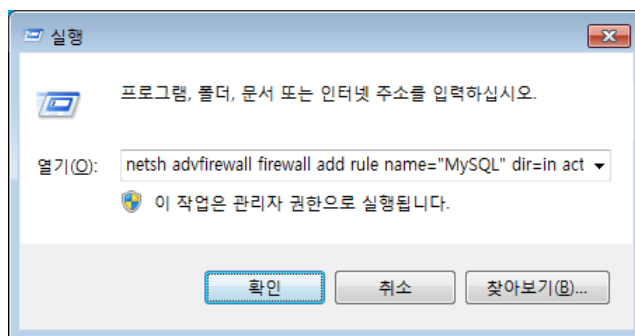 실행
프로그램, 폴더, 문서 또는 인터넷 주소를 입력하십시오.
열기(O): netsh advfirewall firewall add rule name="MySQL" dir=in act
이 작업은 관리자 권한으로 실행됩니다.
확인 취소 찾아보기(B)...